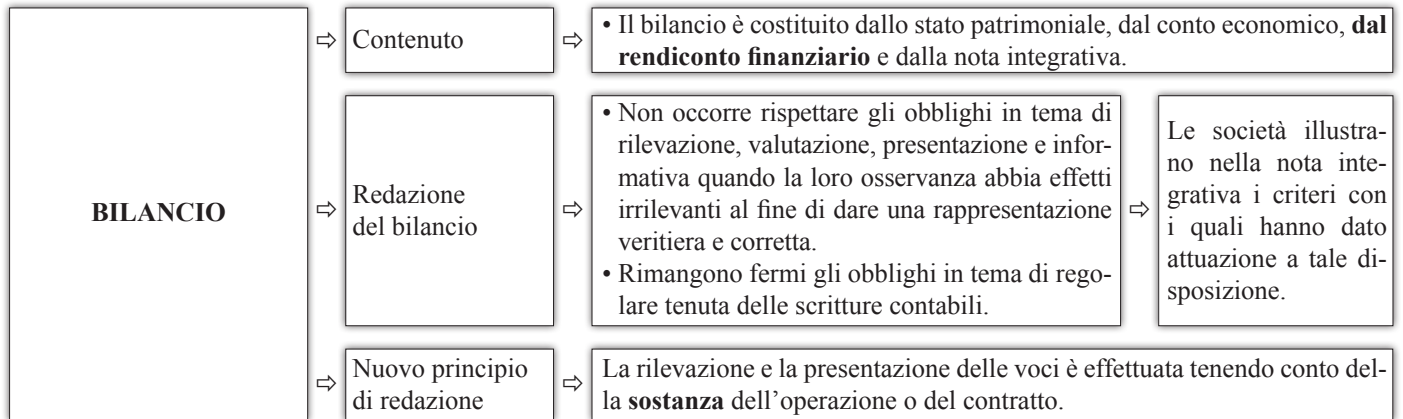 BILANCIO
⇨ Contenuto ⇨
• Il bilancio è costituito dallo stato patrimoniale, dal conto economico, dal
rendiconto finanziario e dalla nota integrativa.
⇨ Redazione
del bilancio ⇨
• Non occorre rispettare gli obblighi in tema di
rilevazione, valutazione, presentazione e infor-
mativa quando la loro osservanza abbia effetti
irrilevanti al fine di dare una rappresentazione
veritiera e corretta.
• Rimangono fermi gli obblighi in tema di rego-
lare tenuta delle scritture contabili.
⇨ Le società illustra-
no nella nota inte-
grativa i criteri con
i quali hanno dato
attuazione a tale di-
sposizione.
⇨ Nuovo principio
di redazione ⇨
La rilevazione e la presentazione delle voci è effettuata tenendo conto del-
la sostanza dell’operazione o del contratto.